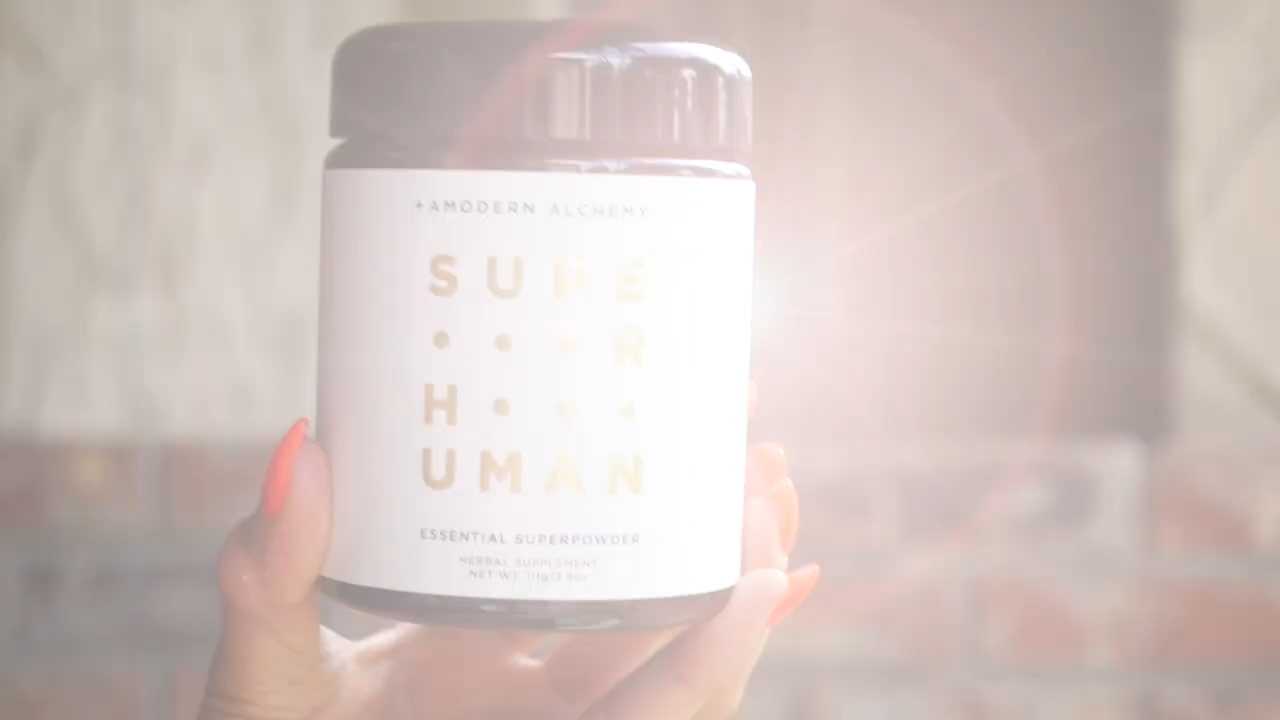 +AMODERN ALCHEMY
SUPE
• • • R
H • • •
UMAN
ESSENTIAL SUPERPOWDER
HERBAL SUPPLEMENT
NET WT.